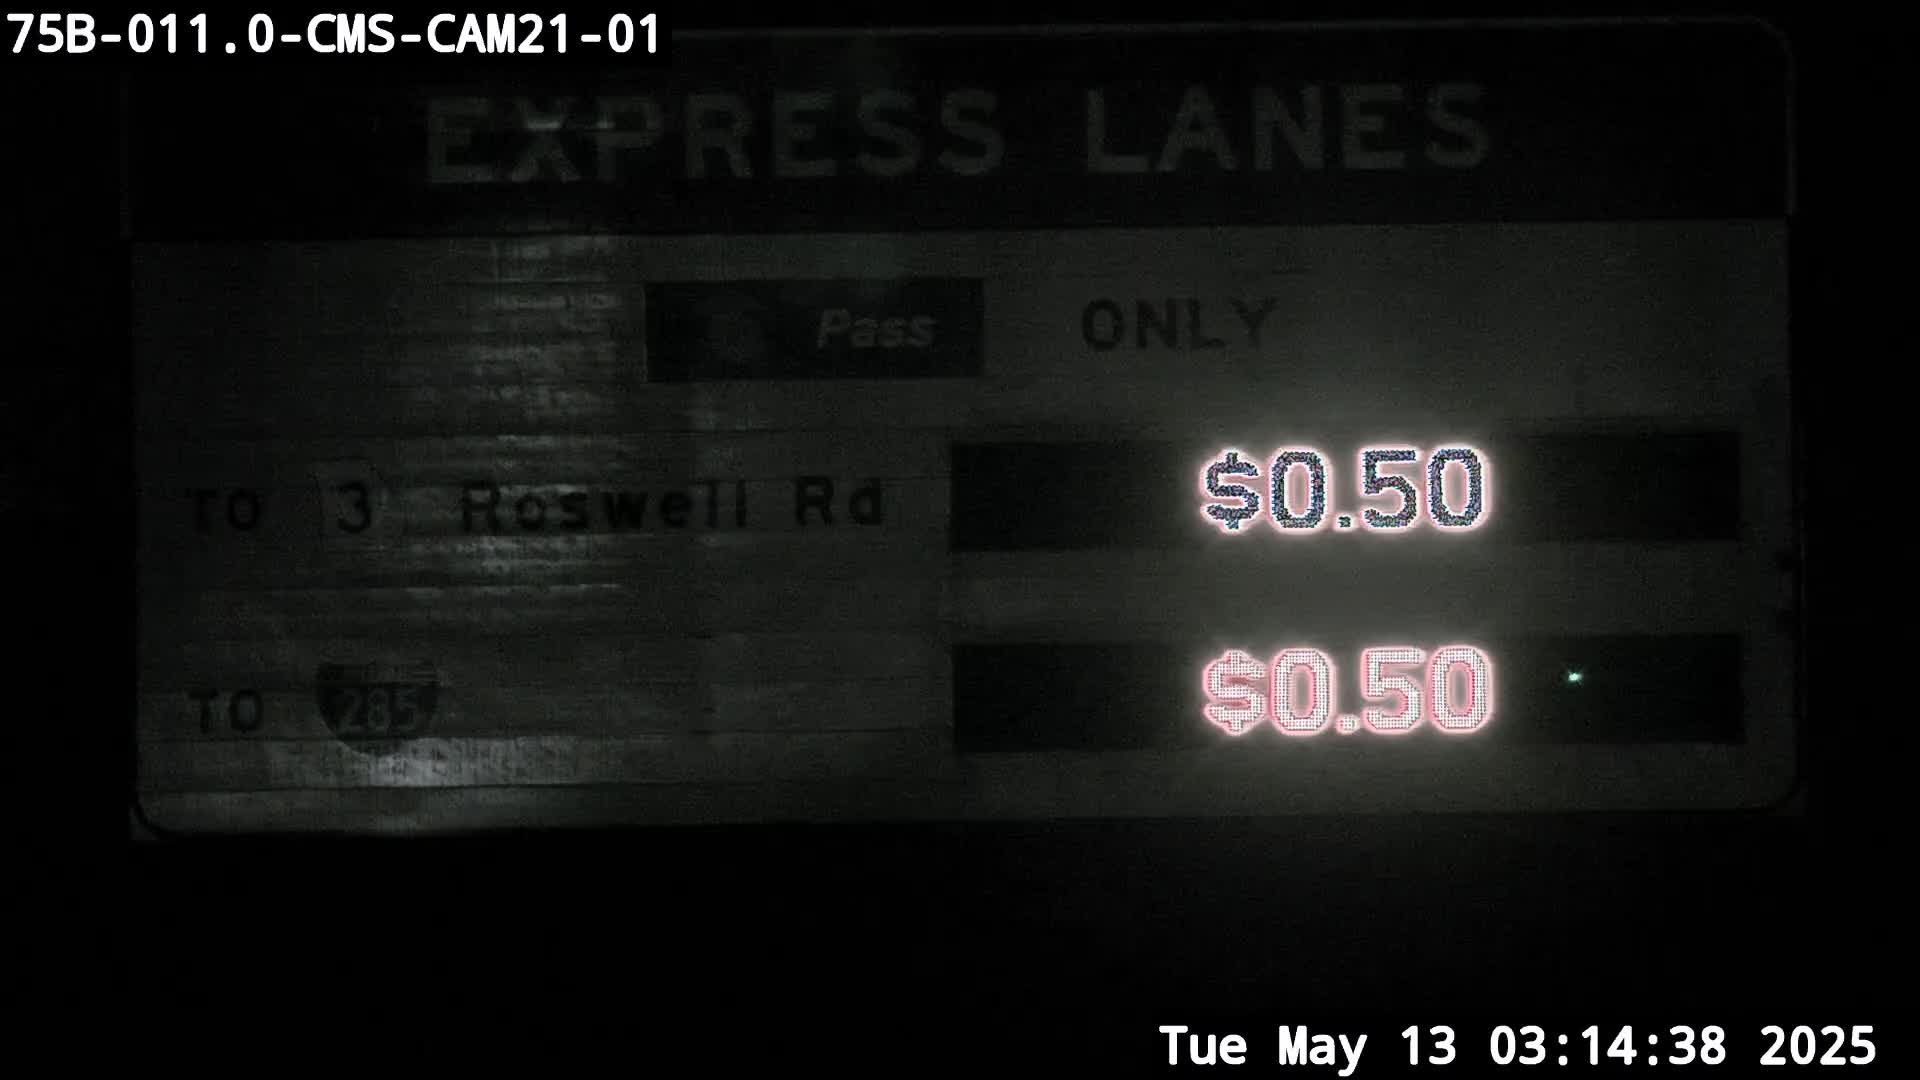 75B-011.0-CMS-CAM21-01
EXPRESS LANES
Pass ONLY
TO 3 Roswell Rd $0.50
TO 285 $0.50
Tue May 13 03:14:38 2025